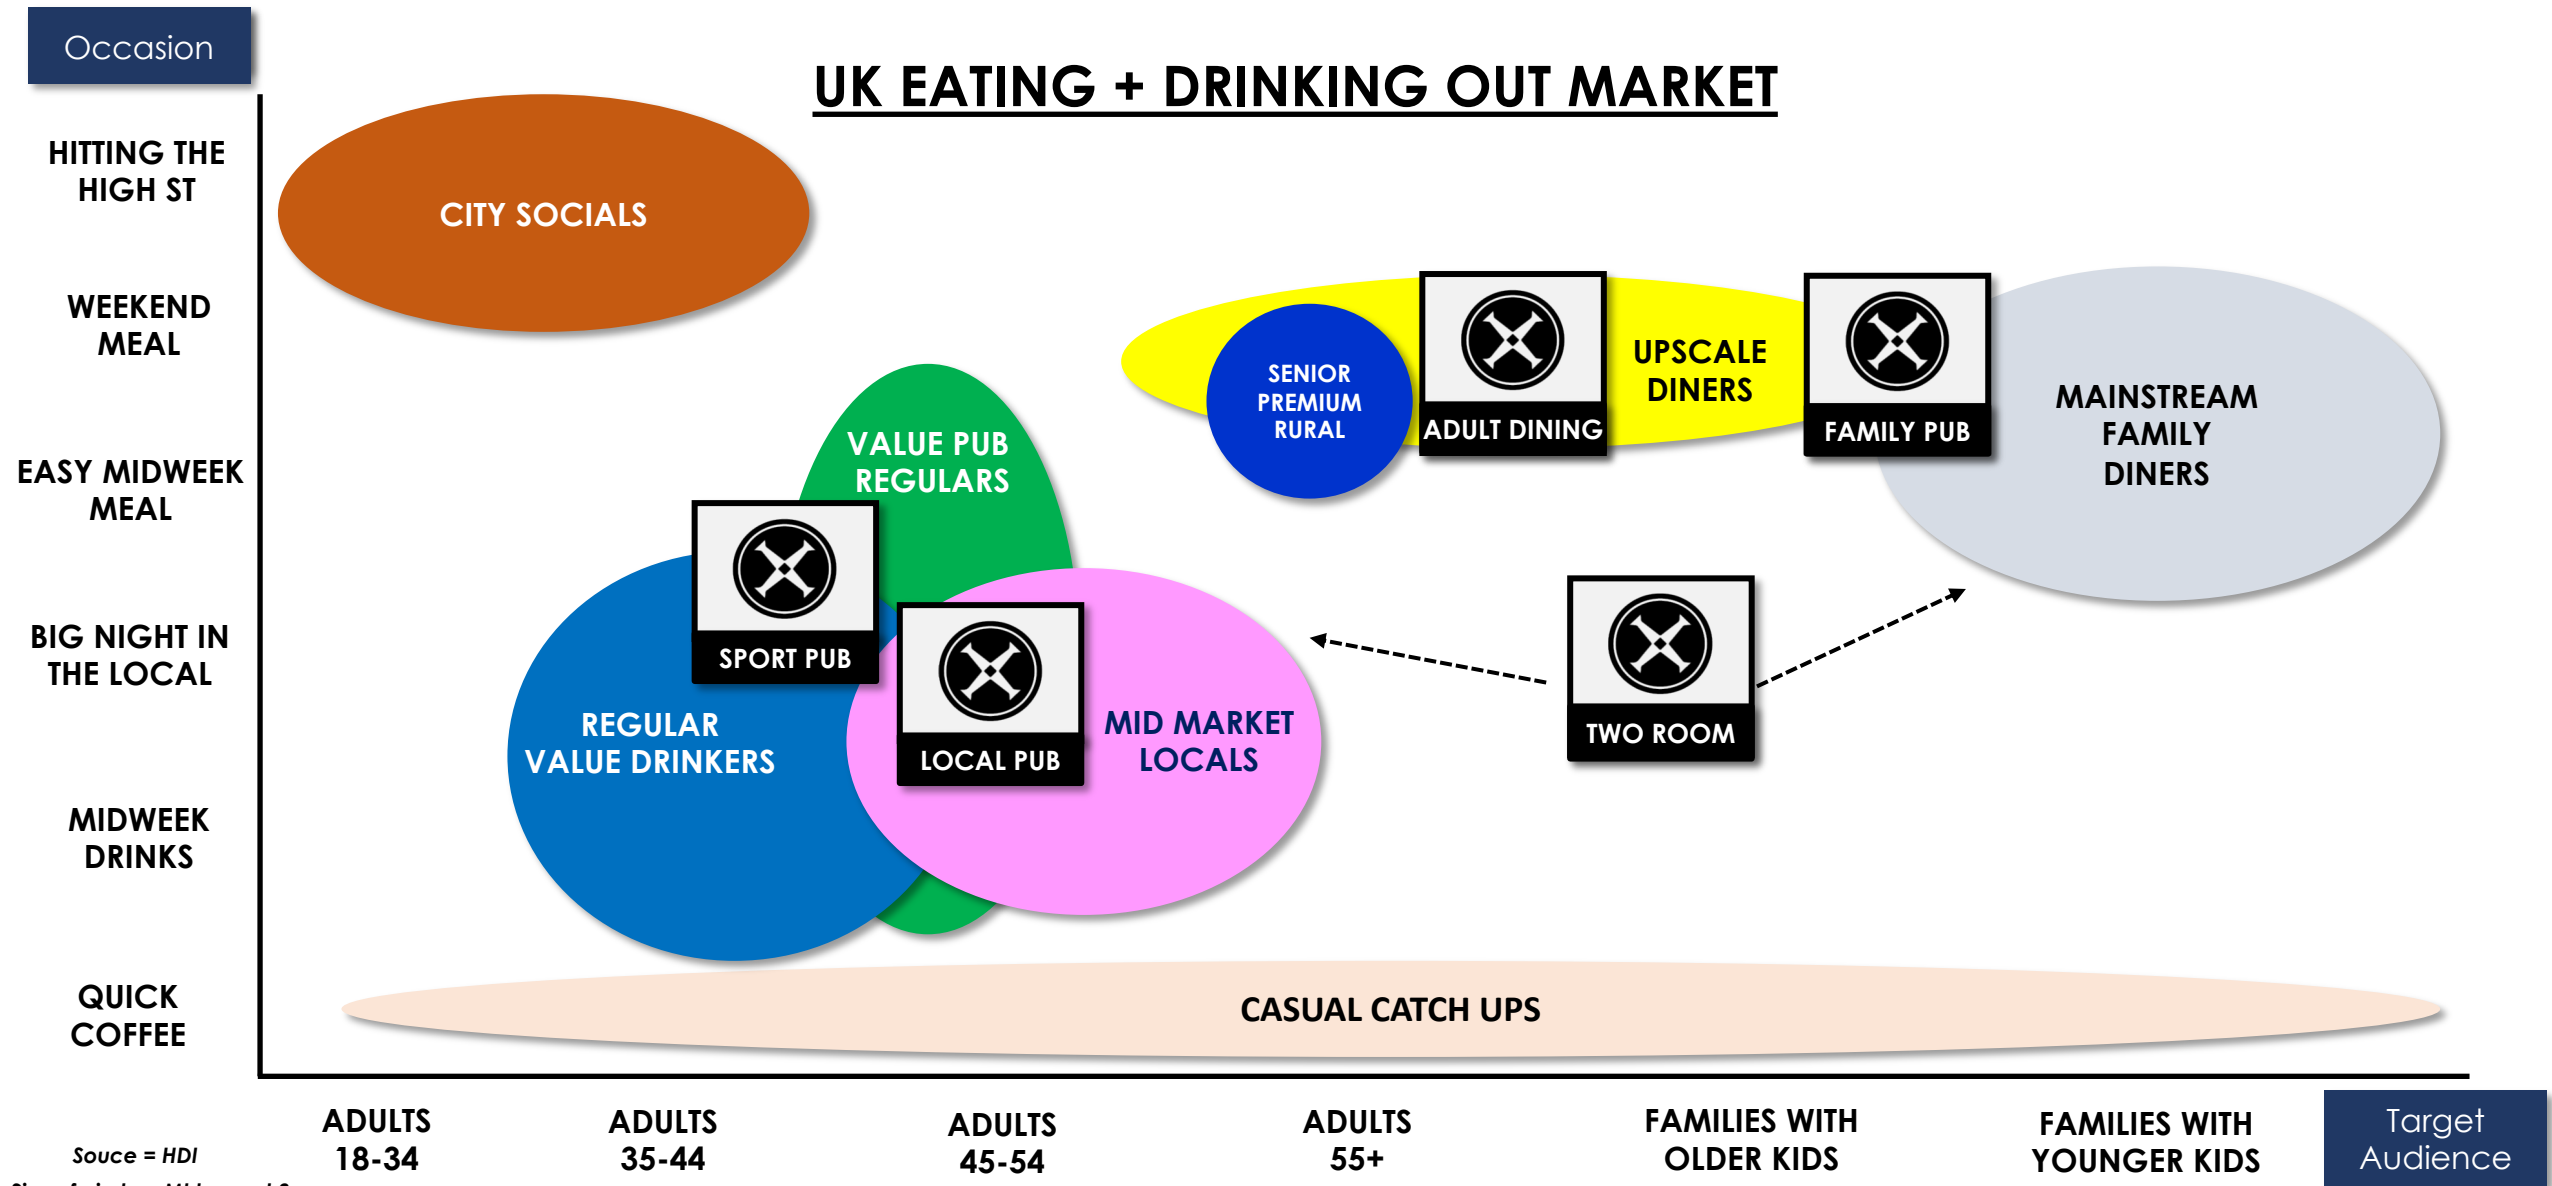 Occasion
UK EATING + DRINKING OUT MARKET
HITTING THE
HIGH ST
WEEKEND
MEAL
EASY MIDWEEK
MEAL
BIG NIGHT IN
THE LOCAL
MIDWEEK
DRINKS
QUICK
COFFEE
CITY SOCIALS
VALUE PUB
REGULARS
SPORT PUB
REGULAR
VALUE DRINKERS
LOCAL PUB
MID MARKET
LOCALS
SENIOR
PREMIUM
RURAL
ADULT DINING
UPSCALE
DINERS
FAMILY PUB
MAINSTREAM
FAMILY
DINERS
TWO ROOM
CASUAL CATCH UPS
ADULTS
18-34
ADULTS
35-44
ADULTS
45-54
ADULTS
55+
FAMILIES WITH
OLDER KIDS
FAMILIES WITH
YOUNGER KIDS
Target
Audience
Souce = HDI